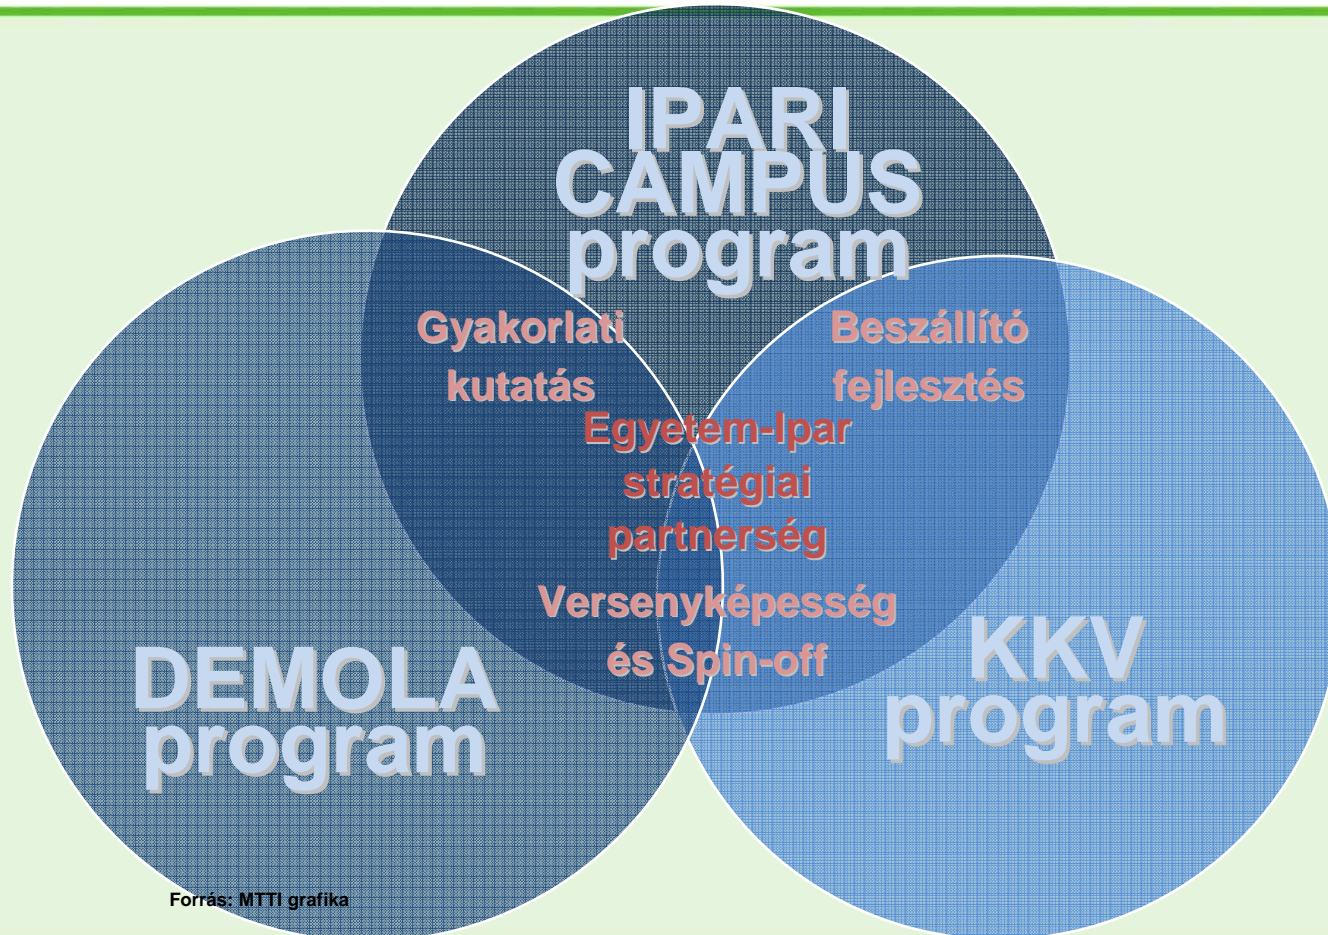 IPARI
CAMPUS
program
Gyakorlati
kutatás
Beszállító
fejlesztés
Egyetem-Ipar
stratégiai
partnerség
Versenyképesség
és Spin-off
DEMOLA
program
KKV
program
Forrás: MTTI grafika